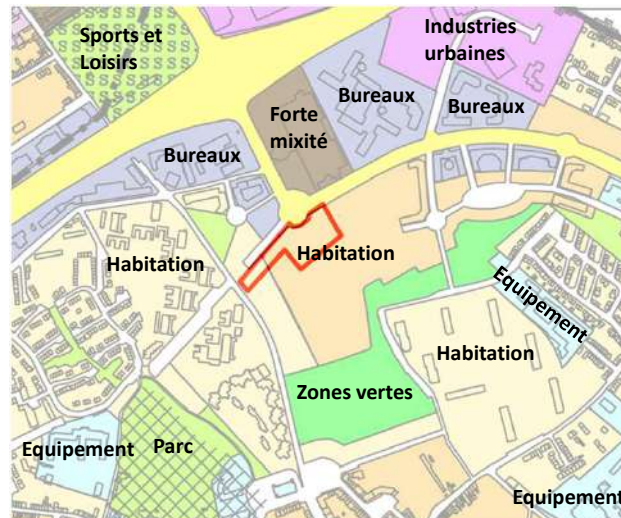 Sports et
Loisirs
Industries
urbaines
Bureaux
Bureaux
Forte
mixité
Bureaux
Habitation
Habitation
Equipement
Habitation
Zones vertes
Equipement
Parc
Equipement